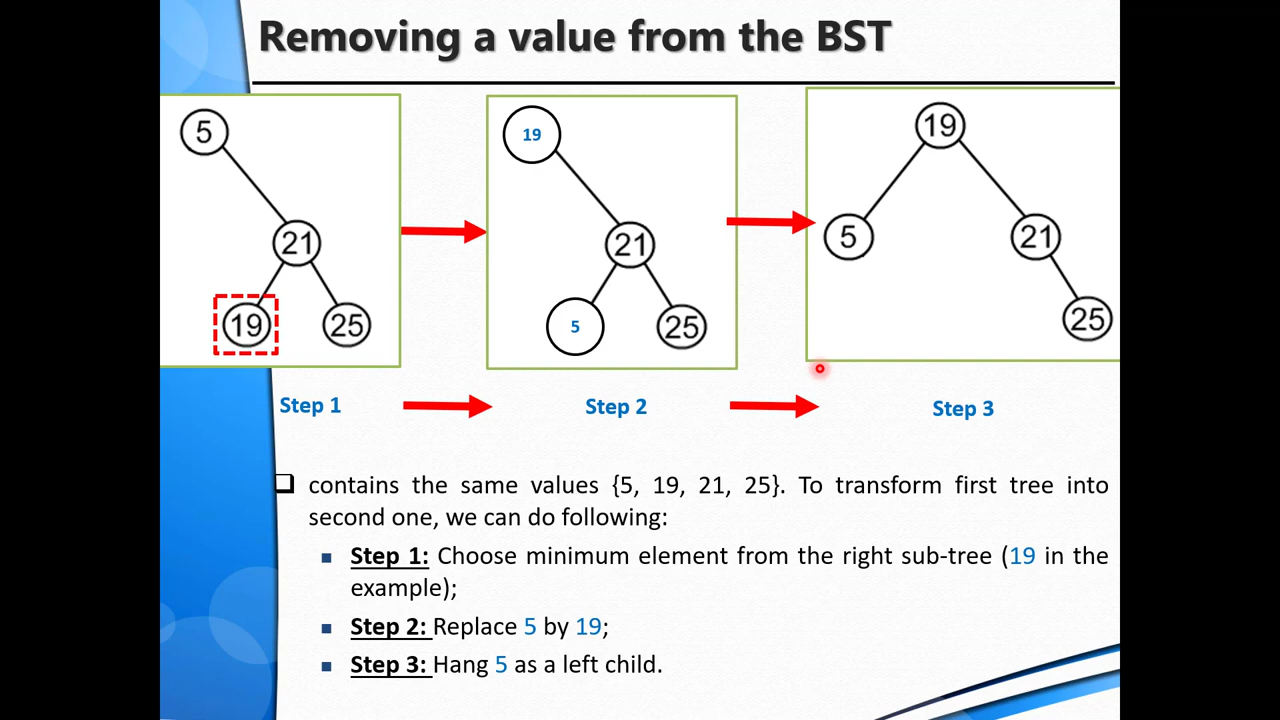 Removing a value from the BST
5
21
19
25
19
21
5
25
19
5
21
25
Step 1
Step 2
Step 3
contains the same values {5, 19, 21, 25}. To transform first tree into
second one, we can do following:
Step 1: Choose minimum element from the right sub-tree (19 in the
example);
Step 2: Replace 5 by 19;
Step 3: Hang 5 as a left child.